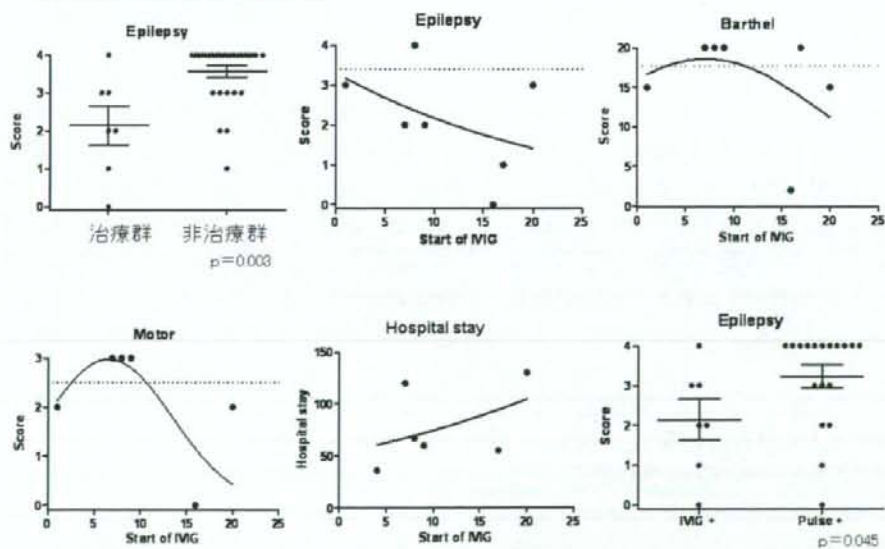 Epilepsy
Score
4
3
2
1
0
治療群 非治療群
p=0.003
Epilepsy
Score
4
3
2
1
0
0 5 10 15 20 25
Start of IVIG
Barthel
Score
20
15
10
5
0
0 5 10 15 20 25
Start of IVIG
Motor
Score
3
2
1
0
0 5 10 15 20 25
Start of IVIG
Hospital stay
Hospital stay
150
100
50
0
0 5 10 15 20 25
Start of IVIG
Epilepsy
Score
4
3
2
1
0
IVIG + Pulse +
p=0.045